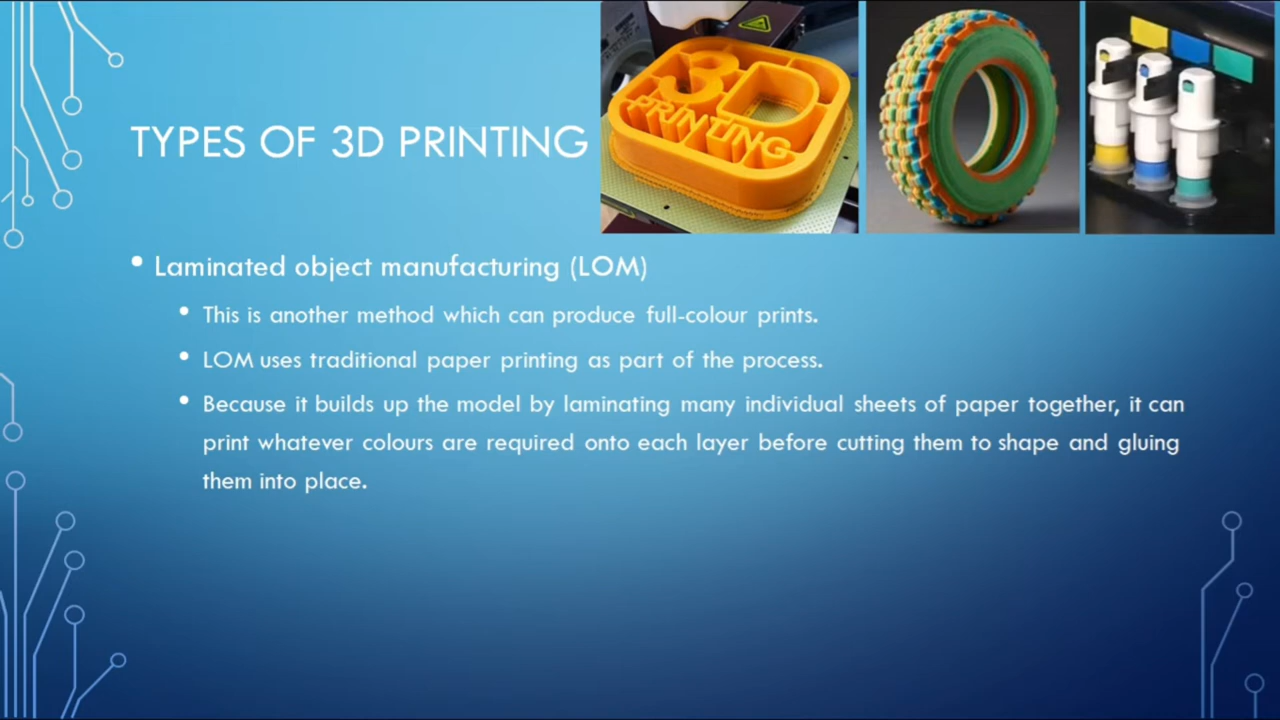 TYPES OF 3D PRINTING
3D
PRINTING
• Laminated object manufacturing (LOM)
• This is another method which can produce full-colour prints.
• LOM uses traditional paper printing as part of the process.
• Because it builds up the model by laminating many individual sheets of paper together, it can
print whatever colours are required onto each layer before cutting them to shape and gluing
them into place.